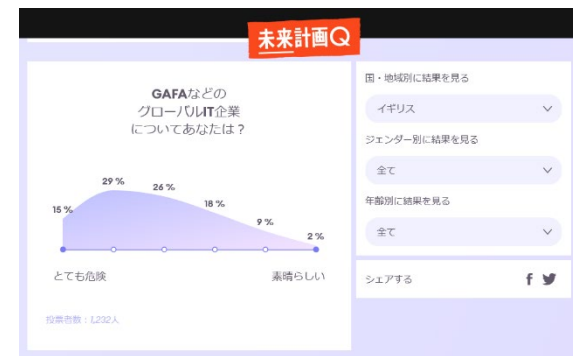 未来計画Q
GAFAなどの
グローバルIT企業
についてあなたは？
15 %
29 %
26 %
18 %
9 %
2 %
とても危険
素晴らしい
投票者数：1,232人
国・地域別に結果を見る
イギリス
ジェンダー別に結果を見る
全て
年齢別に結果を見る
全て
シェアする